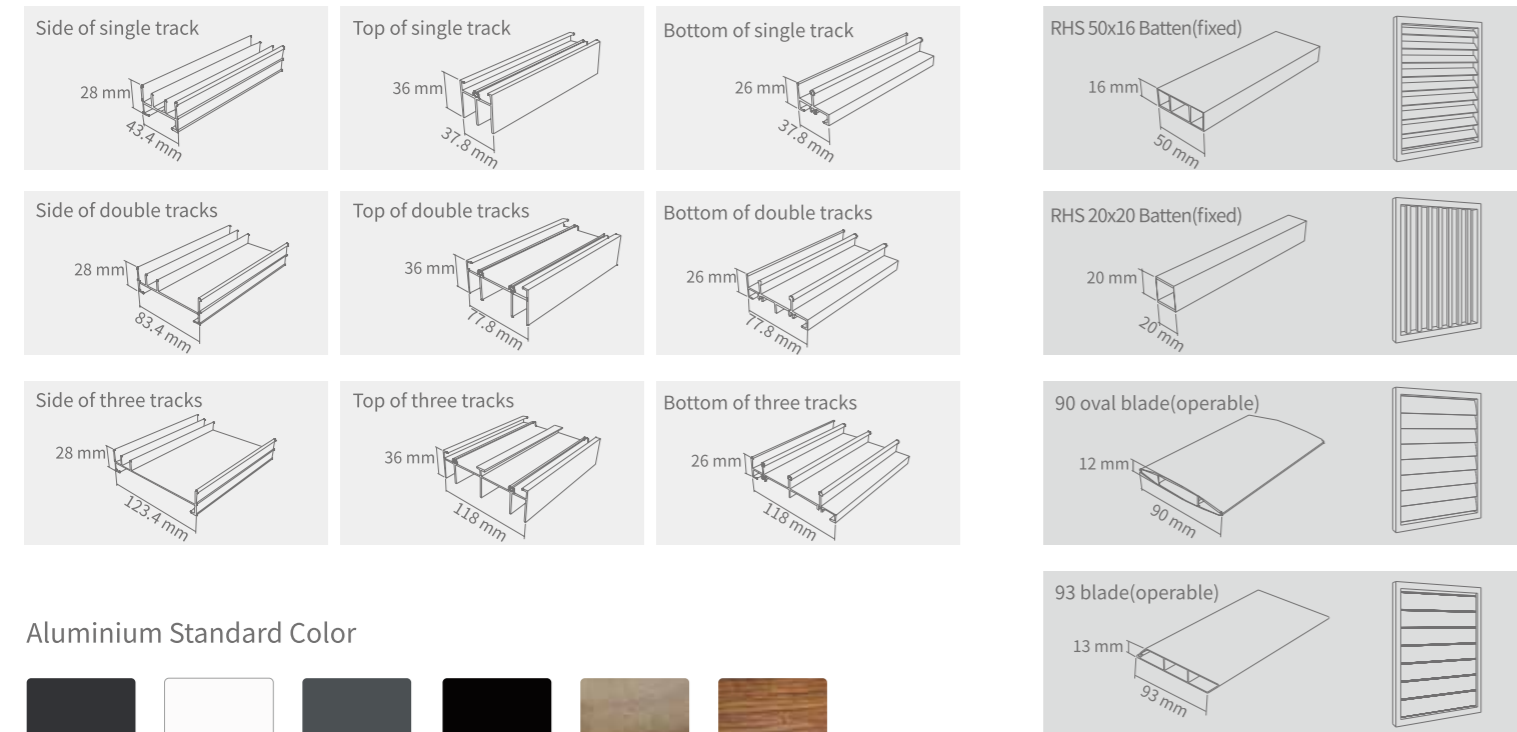 Side of single track
28 mm
43.4 mm
Top of single track
36 mm
37.8 mm
Bottom of single track
26 mm
37.8 mm
RHS 50x16 Batten(fixed)
16 mm
50 mm
Side of double tracks
28 mm
83.4 mm
Top of double tracks
36 mm
77.8 mm
Bottom of double tracks
26 mm
77.8 mm
RHS 20x20 Batten(fixed)
20 mm
20 mm
Side of three tracks
28 mm
123.4 mm
Top of three tracks
36 mm
118 mm
Bottom of three tracks
26 mm
118 mm
90 oval blade(operable)
12 mm
90 mm
93 blade(operable)
13 mm
93 mm
Aluminium Standard Color